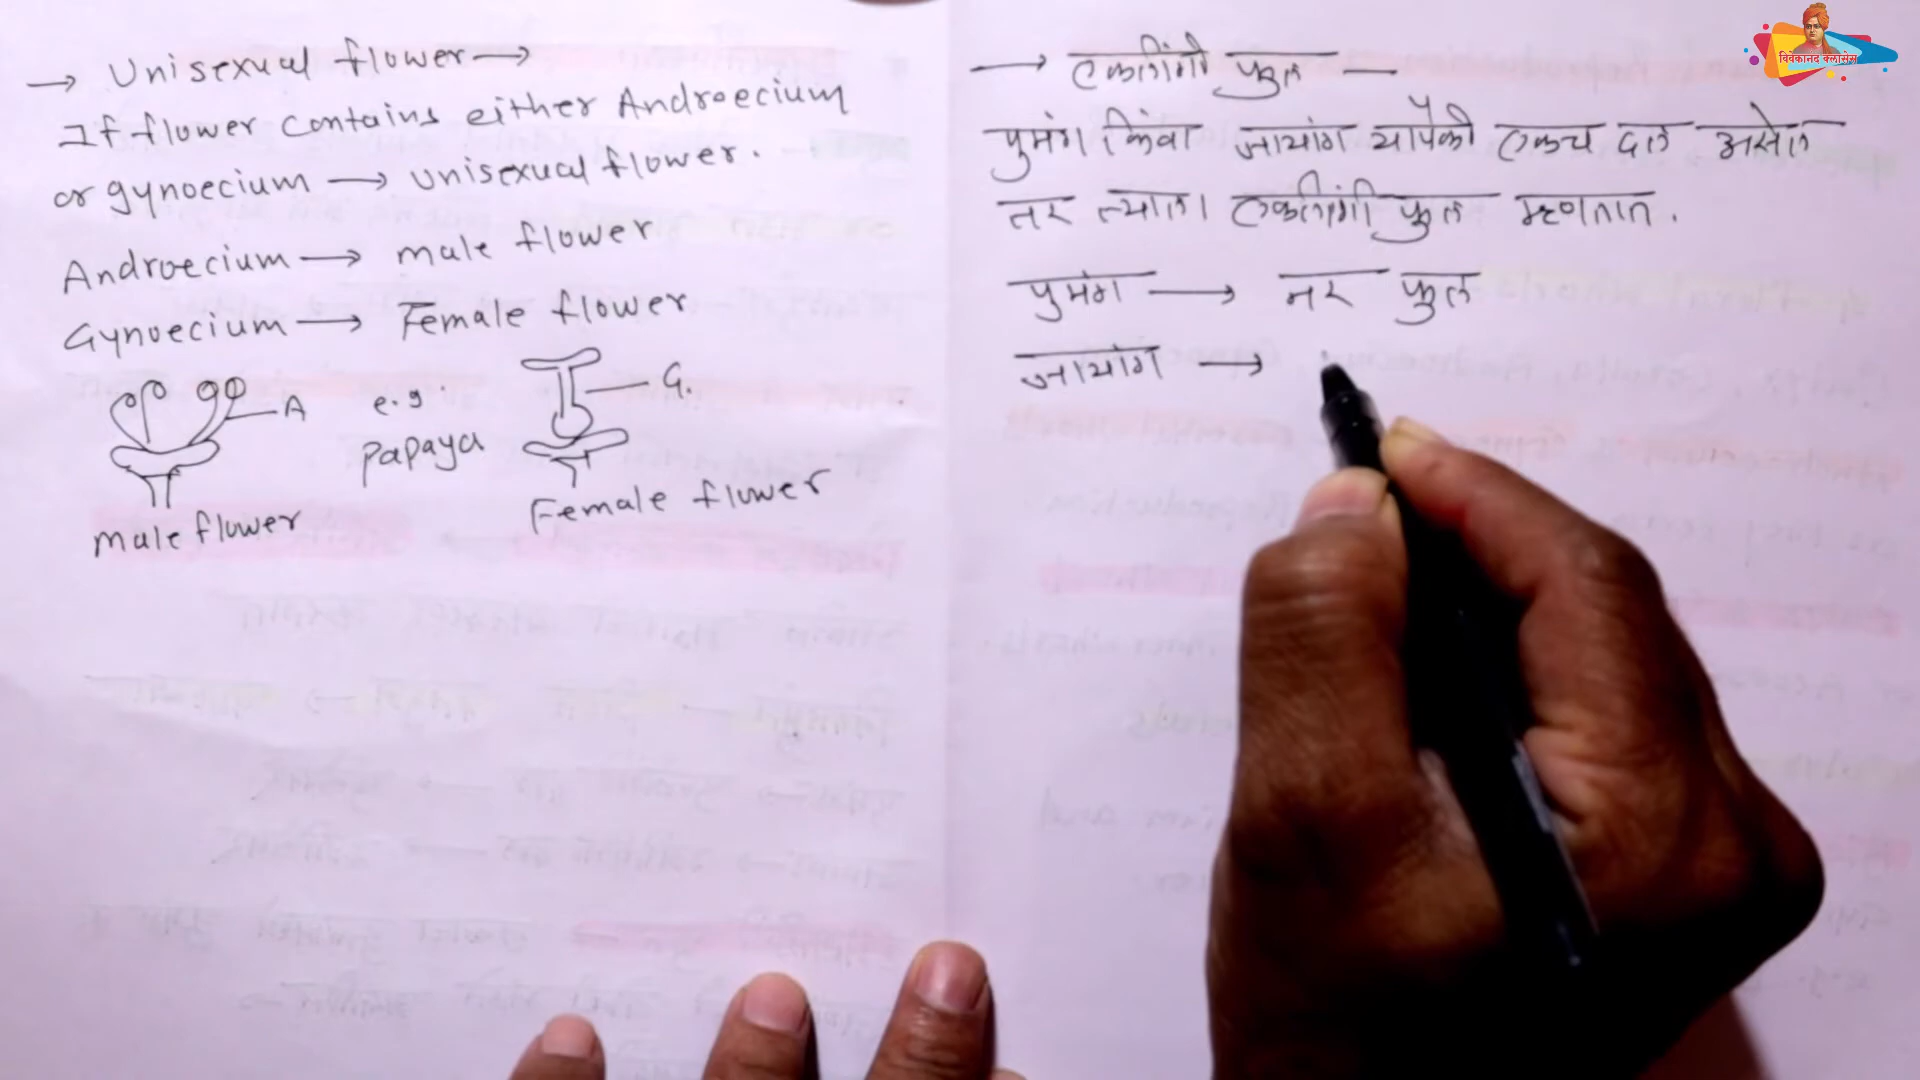 → Unisexual flower →
If flower contains either Androecium
or gynoecium → unisexual flower.
Androecium → male flower
Gynoecium → Female flower
A
e.g
papaya
G.
male flower
Female flower
→ एकलिंगी फुल —
पुमंग किंवा जायांग यापैकी एकच दल असेल
तर त्याला एकलिंगी फुल म्हणतात.
पुमंग → नर फुल
जायांग →
विवेकानंद क्लासेस